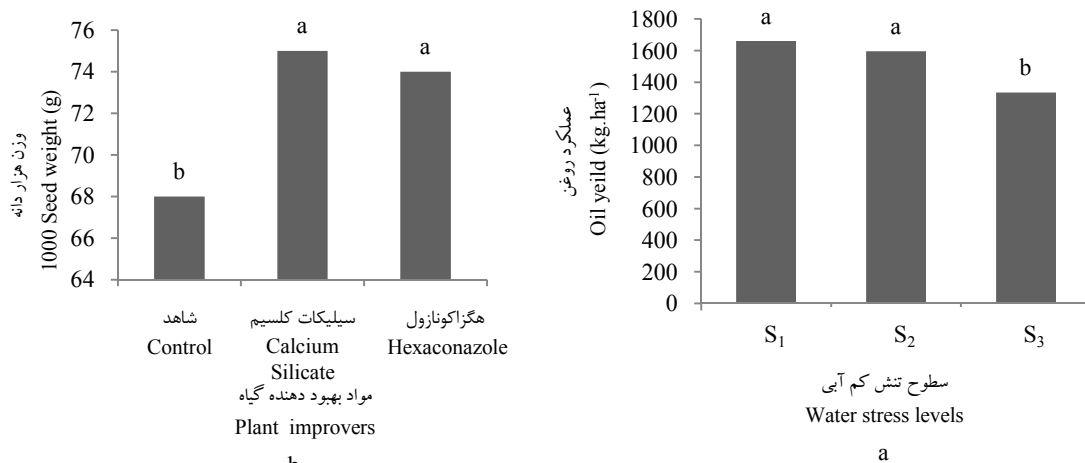 76
74
72
70
68
66
64
b
a
a
وزن هزار دانه
1000 Seed weight (g)
شاهد
Control
سیلیکات کلسیم
Calcium
Silicate
هگزاکونازول
Hexaconazole
مواد بهبود دهنده گیاه
Plant improvers
1800
1600
1400
1200
1000
800
600
400
200
0
a
a
b
عملکرد روغن
Oil yeild (kg.ha⁻¹)
S₁
S₂
S₃
سطوح تنش کم آبی
Water stress levels
a